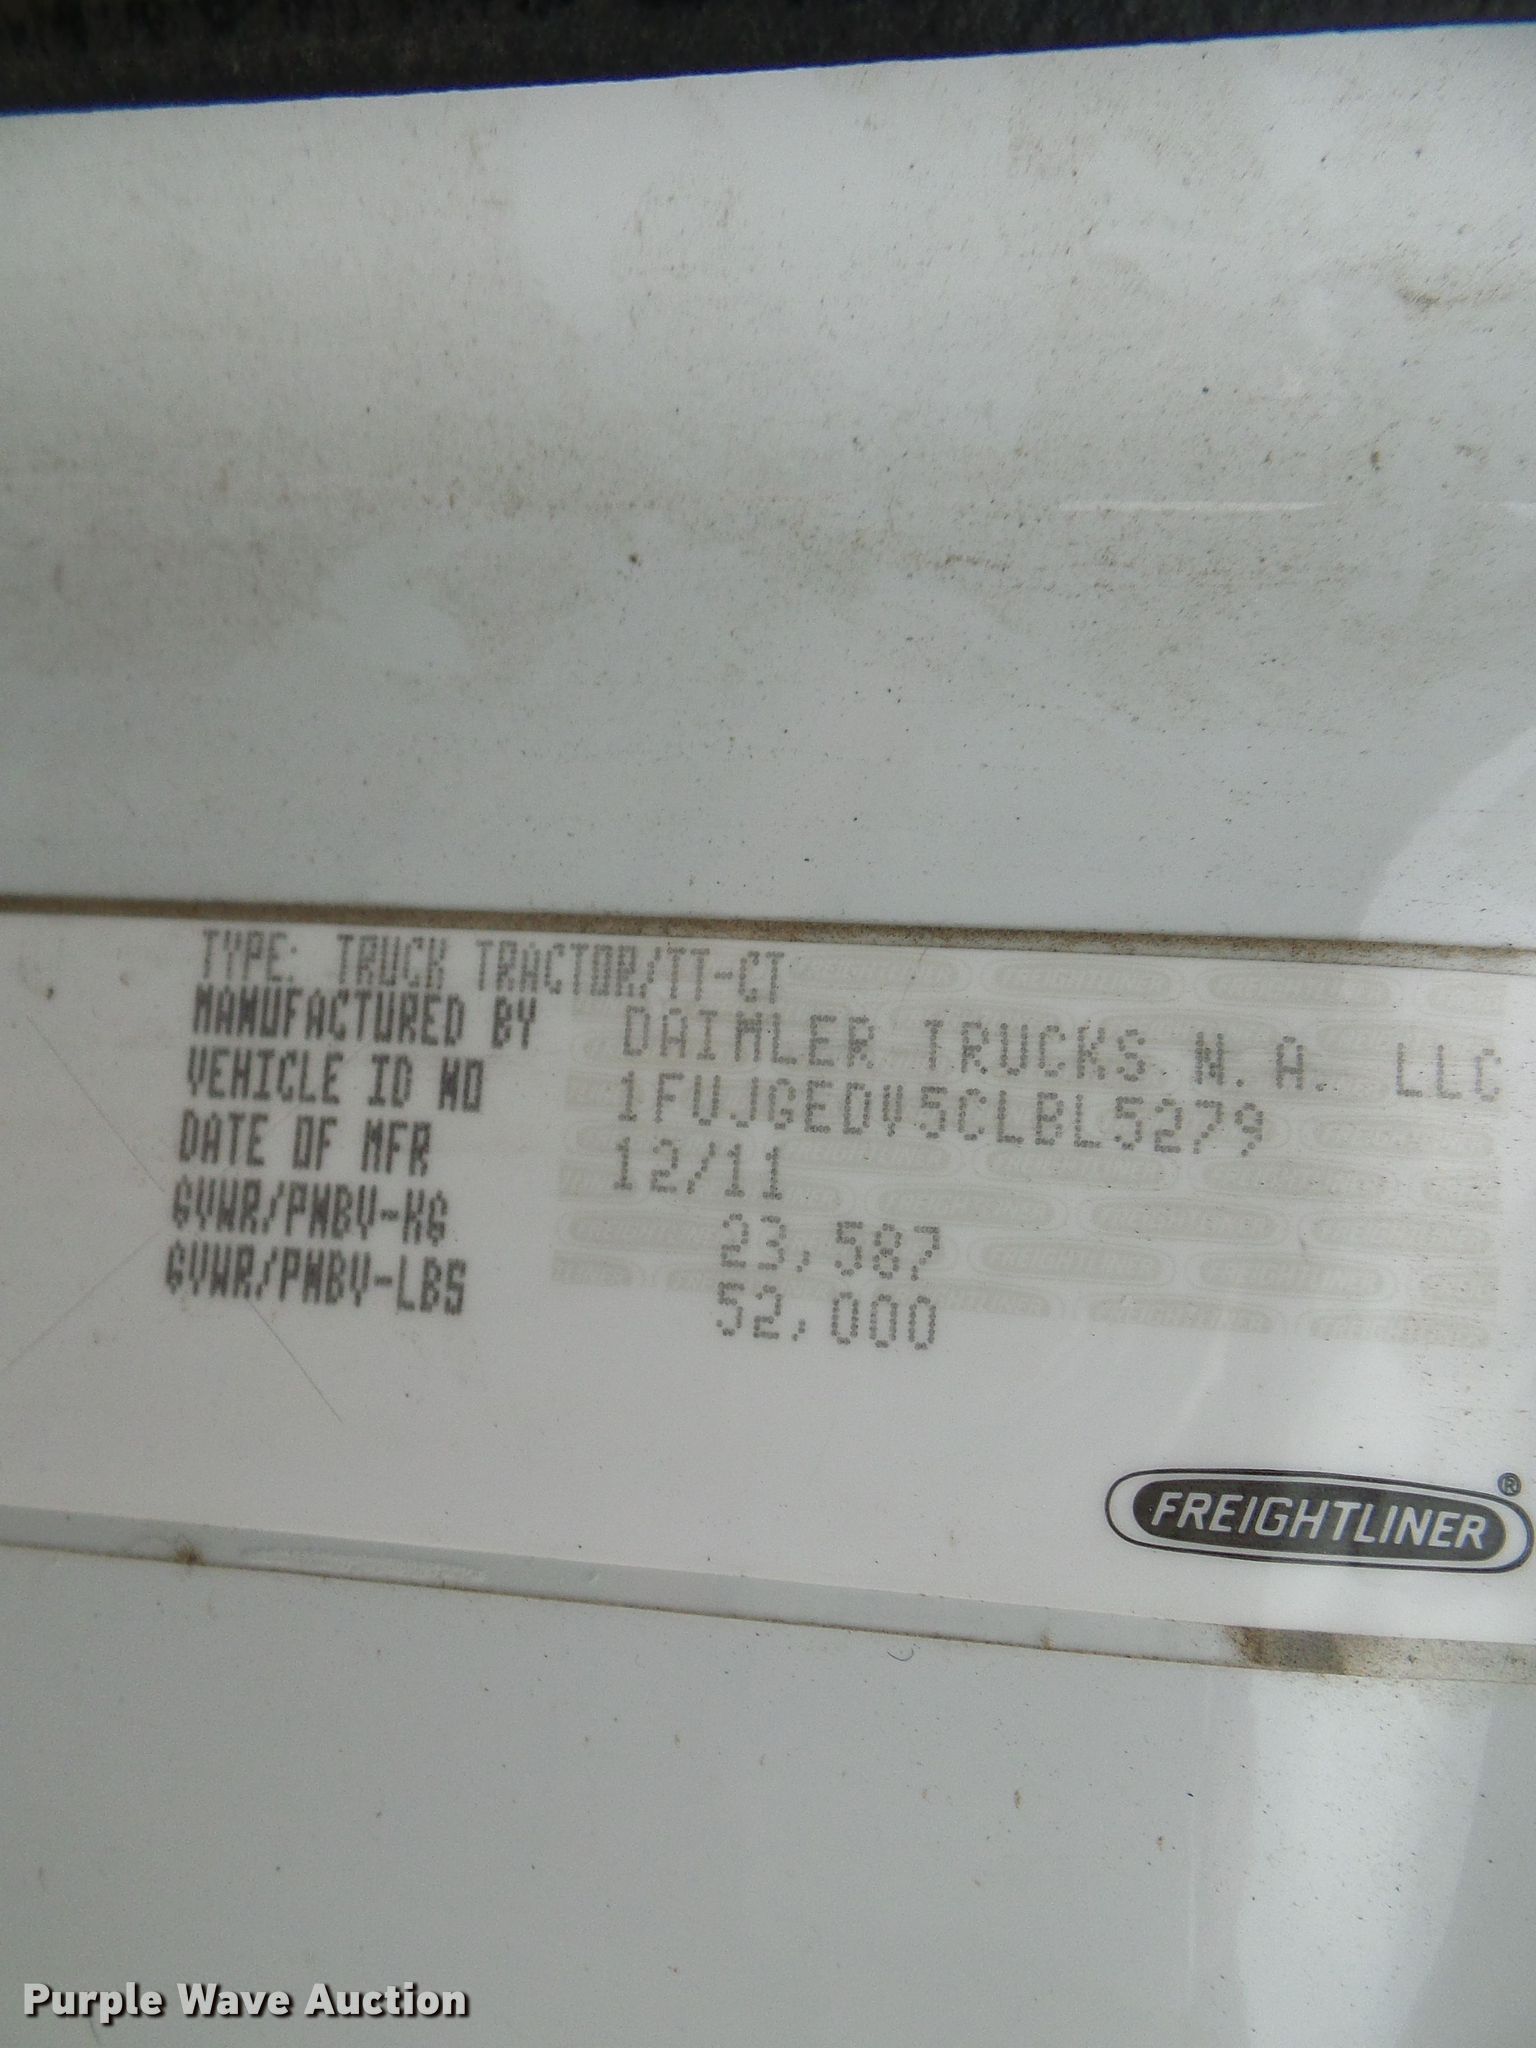 TYPE: TRUCK TRACTOR/TT-CT
MANUFACTURED BY DAIMLER TRUCKS N.A. LLC
VEHICLE ID NO 1FUJGEDV5CLBL5279
DATE OF MFR 12/11
GVWR/PNBV-KG 23,587
GVWR/PNBV-LBS 52,000
FREIGHTLINER®
Purple Wave Auction